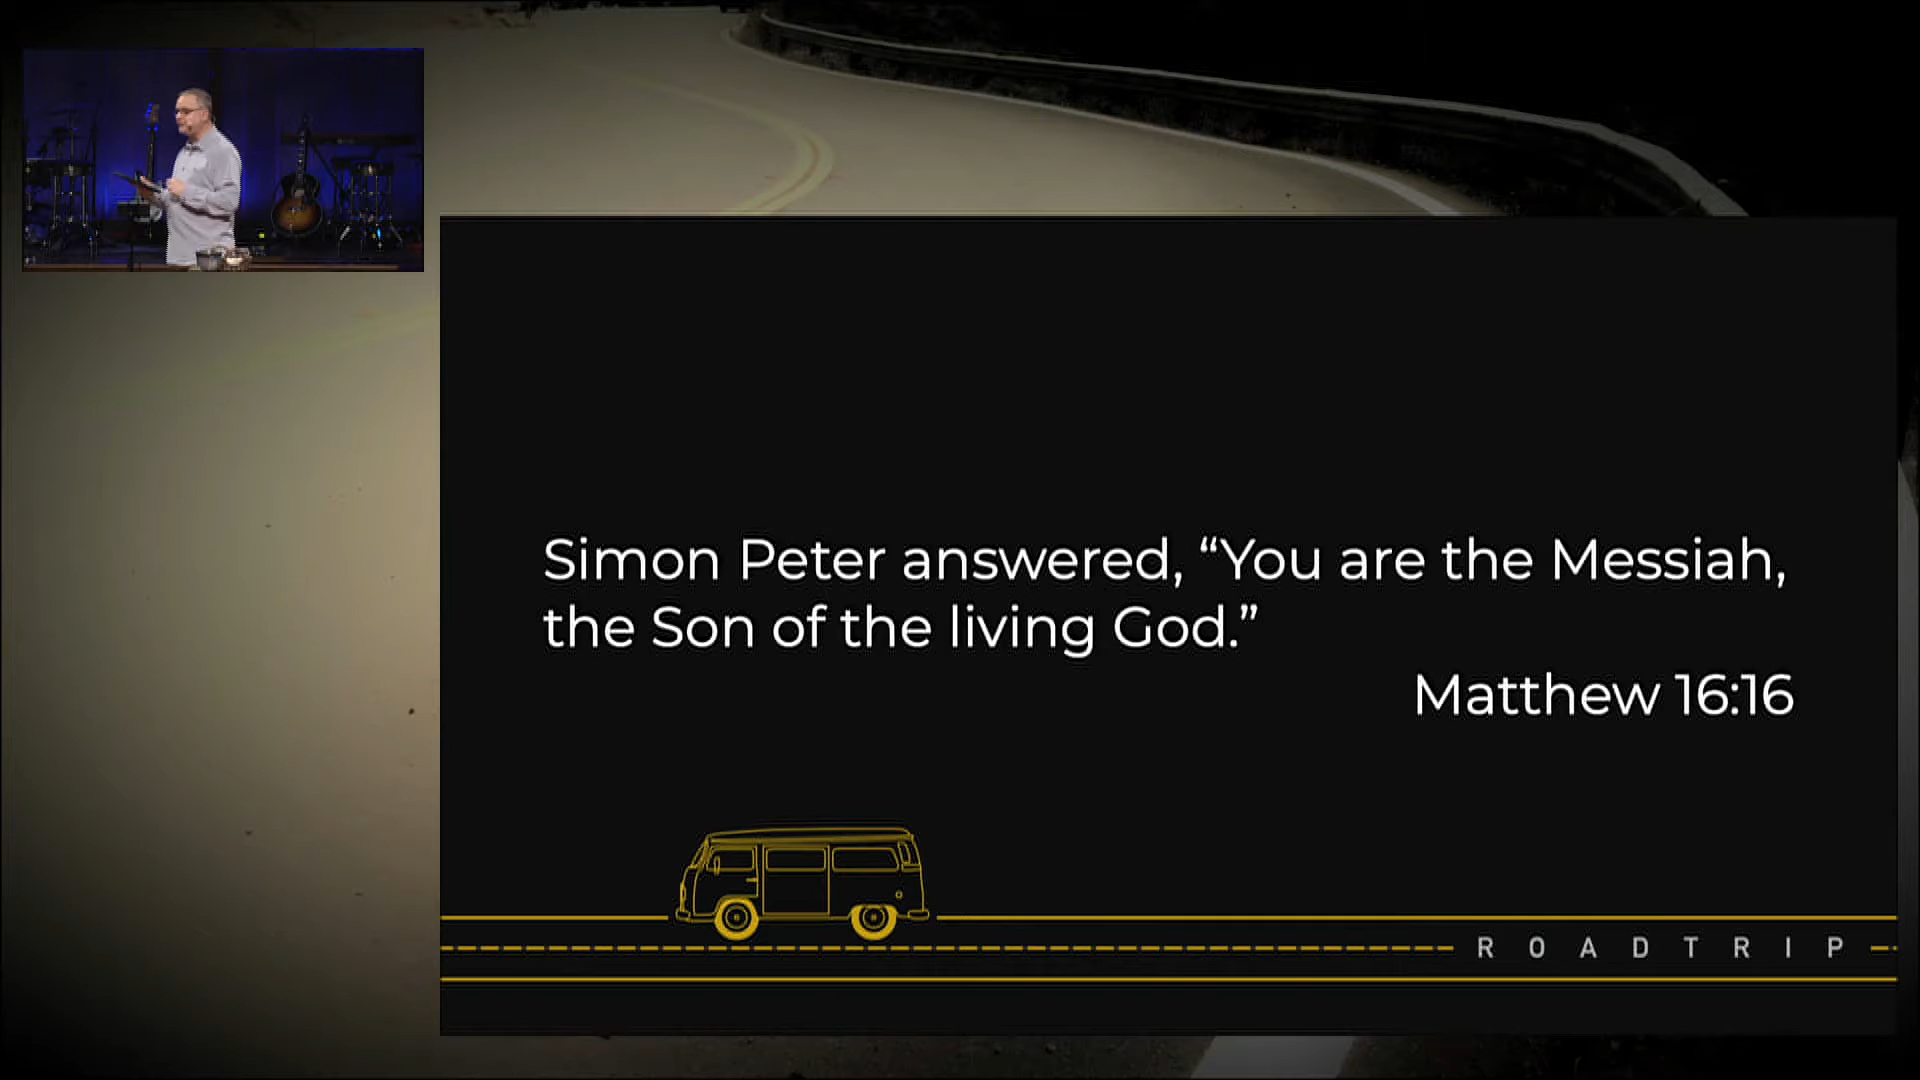 Simon Peter answered, “You are the Messiah,
the Son of the living God.”
Matthew 16:16
ROADTRIP